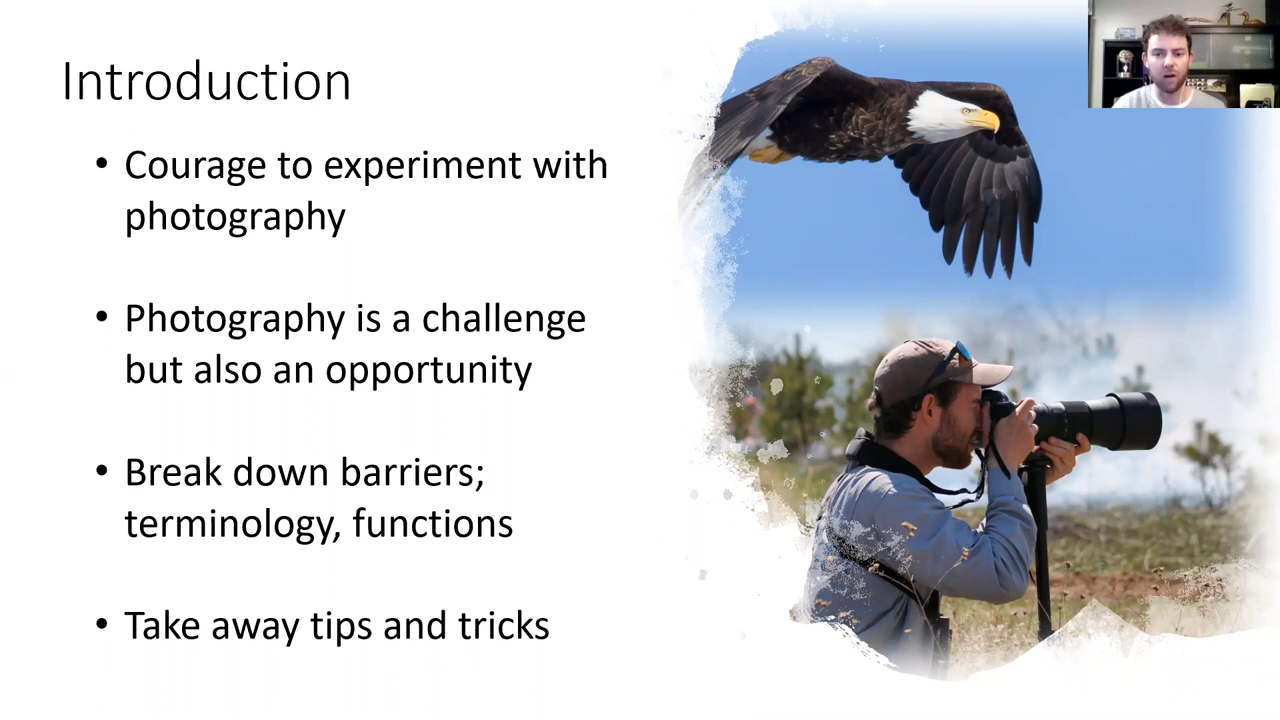 Introduction
• Courage to experiment with
photography
• Photography is a challenge
but also an opportunity
• Break down barriers;
terminology, functions
• Take away tips and tricks